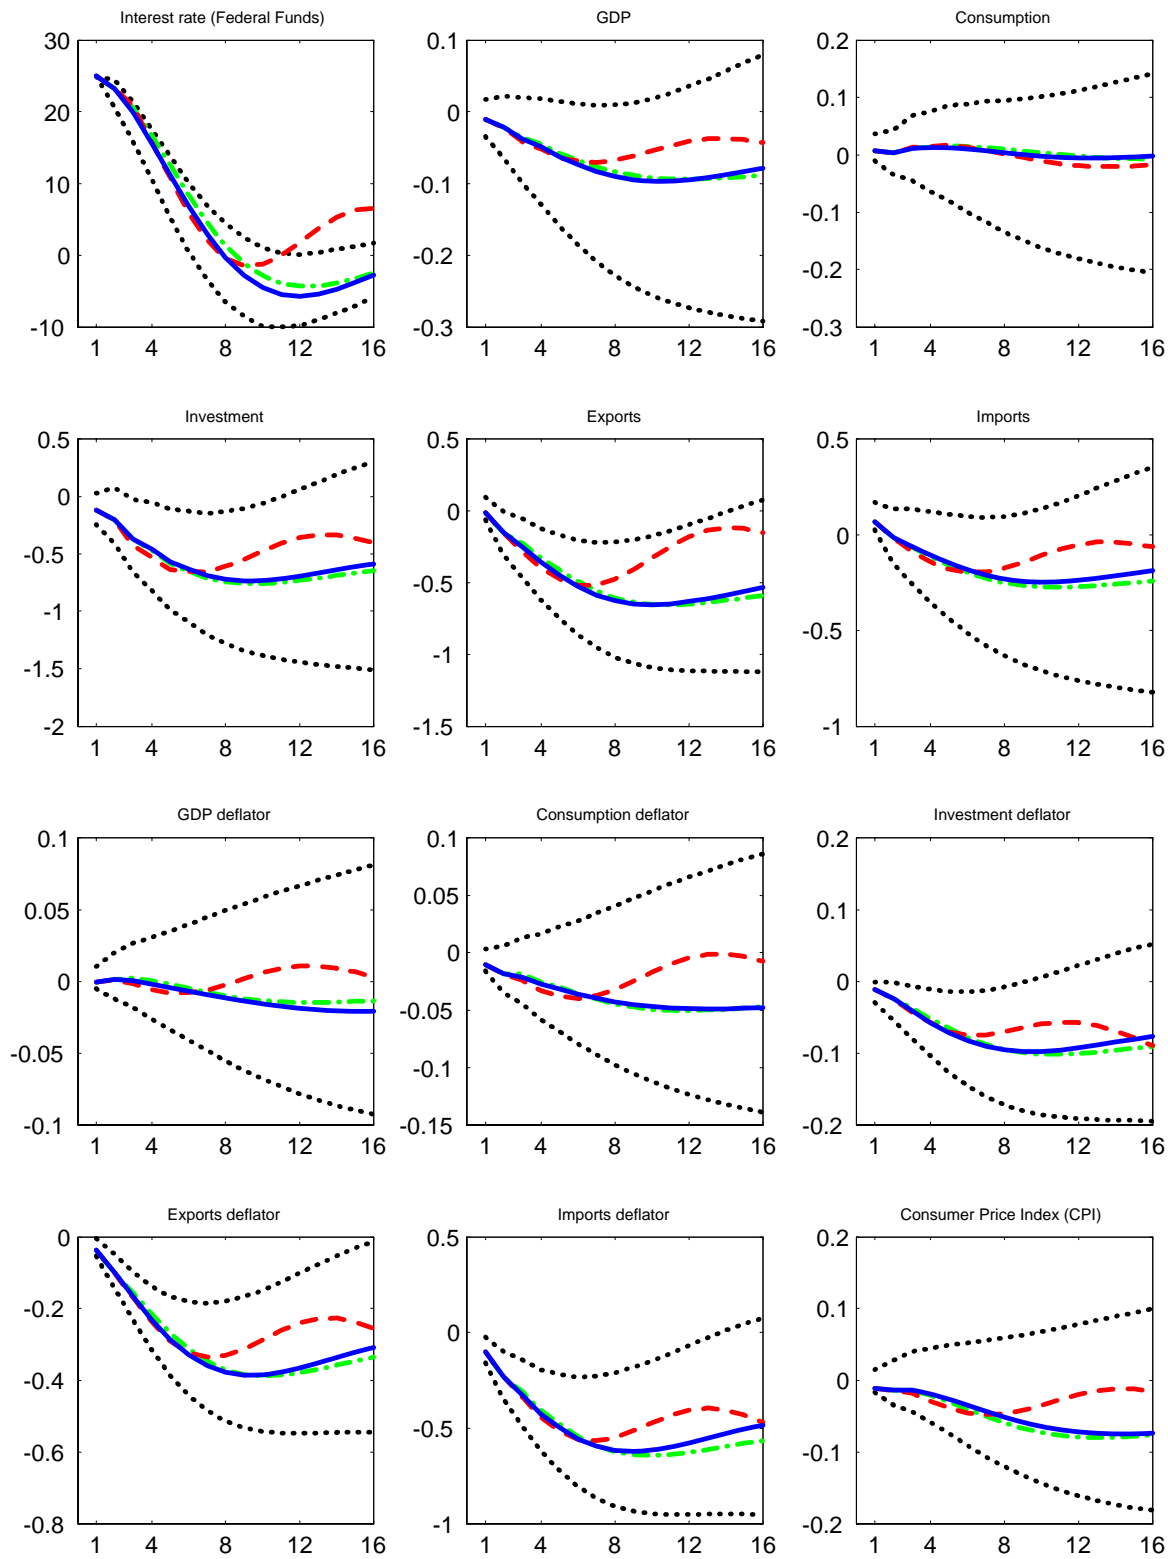 Interest rate (Federal Funds)
30
20
10
0
-10
1 4 8 12 16
GDP
0.1
0
-0.1
-0.2
-0.3
1 4 8 12 16
Consumption
0.2
0.1
0
-0.1
-0.2
-0.3
1 4 8 12 16
Investment
0.5
0
-0.5
-1
-1.5
-2
1 4 8 12 16
Exports
0.5
0
-0.5
-1
-1.5
1 4 8 12 16
Imports
0.5
0
-0.5
-1
1 4 8 12 16
GDP deflator
0.1
0.05
0
-0.05
-0.1
1 4 8 12 16
Consumption deflator
0.1
0.05
0
-0.05
-0.1
-0.15
1 4 8 12 16
Investment deflator
0.2
0.1
0
-0.1
-0.2
1 4 8 12 16
Exports deflator
0
-0.2
-0.4
-0.6
-0.8
1 4 8 12 16
Imports deflator
0.5
0
-0.5
-1
1 4 8 12 16
Consumer Price Index (CPI)
0.2
0.1
0
-0.1
-0.2
1 4 8 12 16